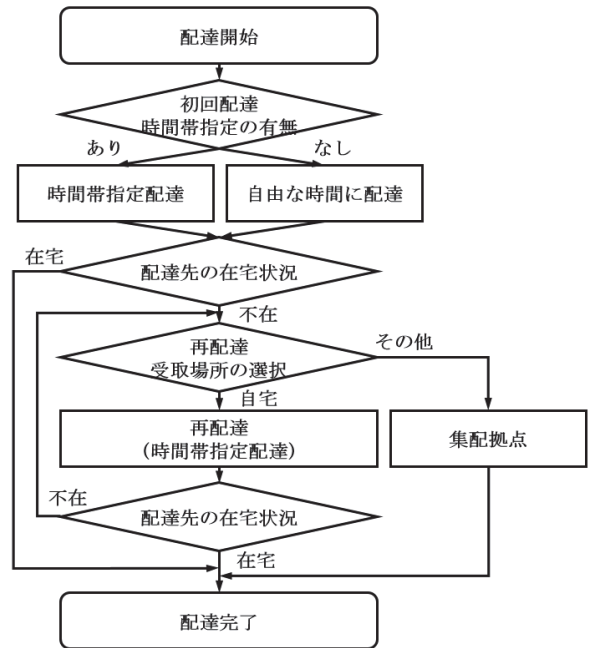 配達開始
初回配達
時間帯指定の有無
あり
なし
時間帯指定配達
自由な時間に配達
在宅
配達先の在宅状況
不在
再配達
受取場所の選択
その他
自宅
再配達
(時間帯指定配達)
集配拠点
不在
配達先の在宅状況
在宅
配達完了